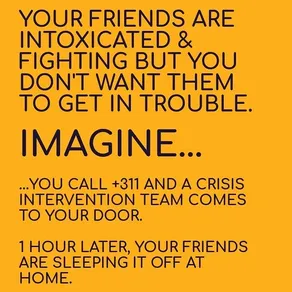 YOUR FRIENDS ARE
INTOXICATED &
FIGHTING BUT YOU
DON'T WANT THEM
TO GET IN TROUBLE.
IMAGINE...
...YOU CALL +311 AND A CRISIS
INTERVENTION TEAM COMES
TO YOUR DOOR.
1 HOUR LATER, YOUR FRIENDS
ARE SLEEPING IT OFF AT
HOME.